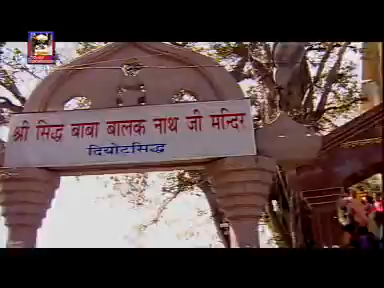 श्री सिद्ध बाबा बालक नाथ जी मन्दिर
दियोटसिद्ध